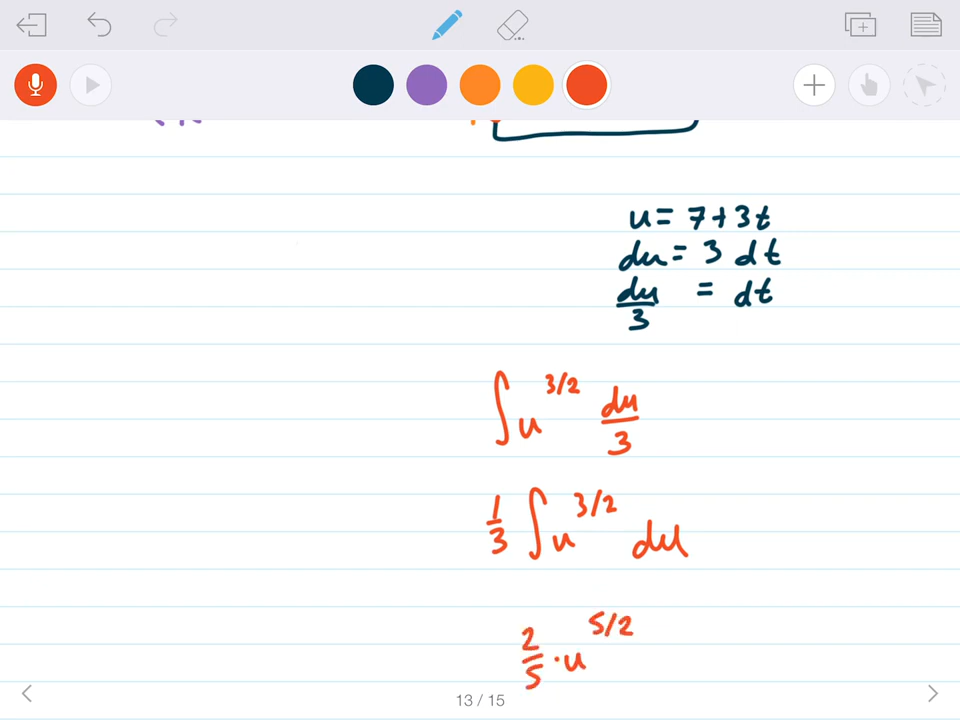 u = 7 + 3t
du = 3 dt
du/3 = dt
∫ u^3/2 du/3
1/3 ∫ u^3/2 du
2/5 · u^5/2
13 / 15